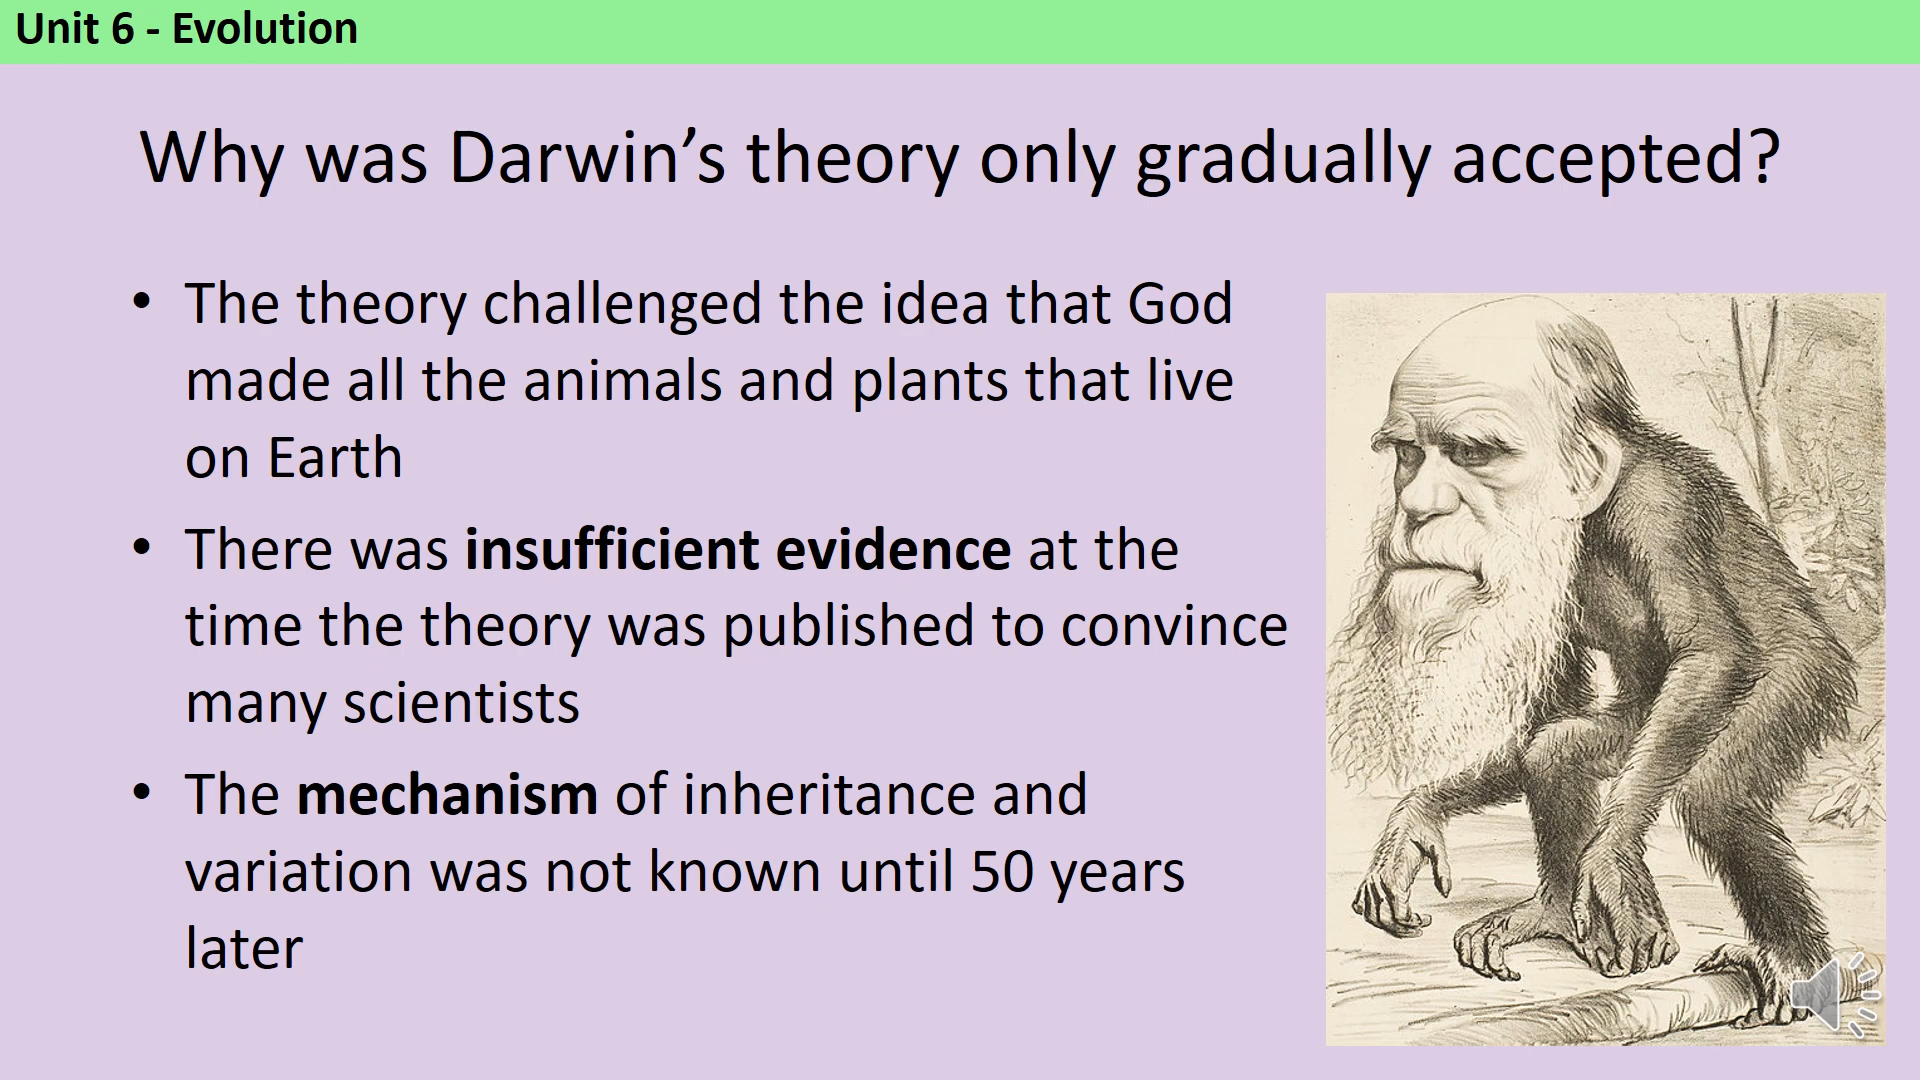 Unit 6 - Evolution
Why was Darwin’s theory only gradually accepted?
• The theory challenged the idea that God
made all the animals and plants that live
on Earth
• There was insufficient evidence at the
time the theory was published to convince
many scientists
• The mechanism of inheritance and
variation was not known until 50 years
later